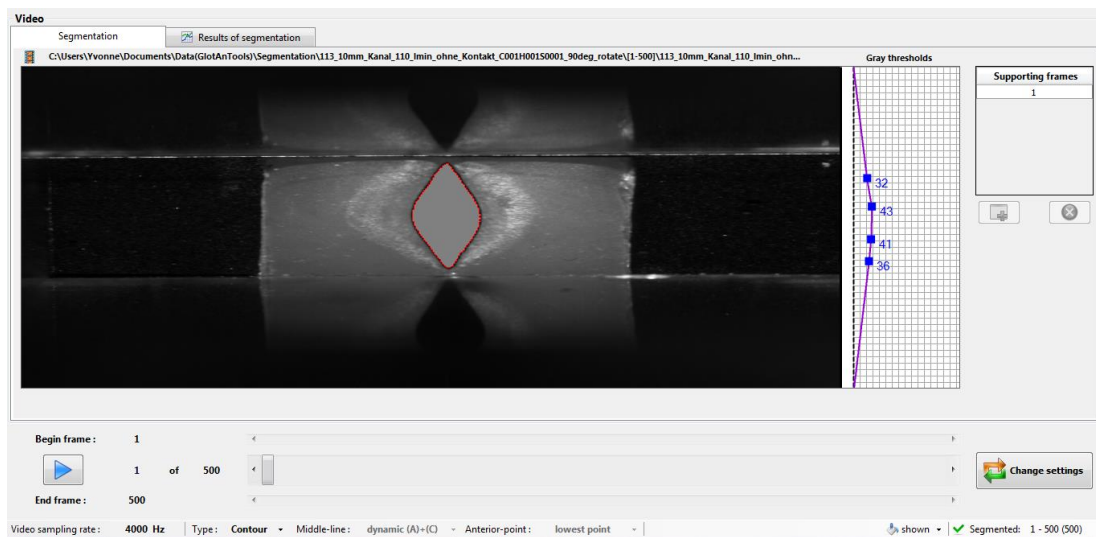 Video
Segmentation
Results of segmentation
C:\Users\Yvonne\Documents\Data(GlotAnTools)\Segmentation\113_10mm_Kanal_110_lmin_ohne_Kontakt_C001H001S0001_90deg_rotate\[1-500]\113_10mm_Kanal_110_lmin_ohn...
Gray thresholds
Supporting frames
1
32
43
41
36
Begin frame : 1
1 of 500
Change settings
End frame : 500
Video sampling rate : 4000 Hz Type : Contour Middle-line : dynamic (A)+(C) Anterior-point : lowest point shown Segmented: 1 - 500 (500)